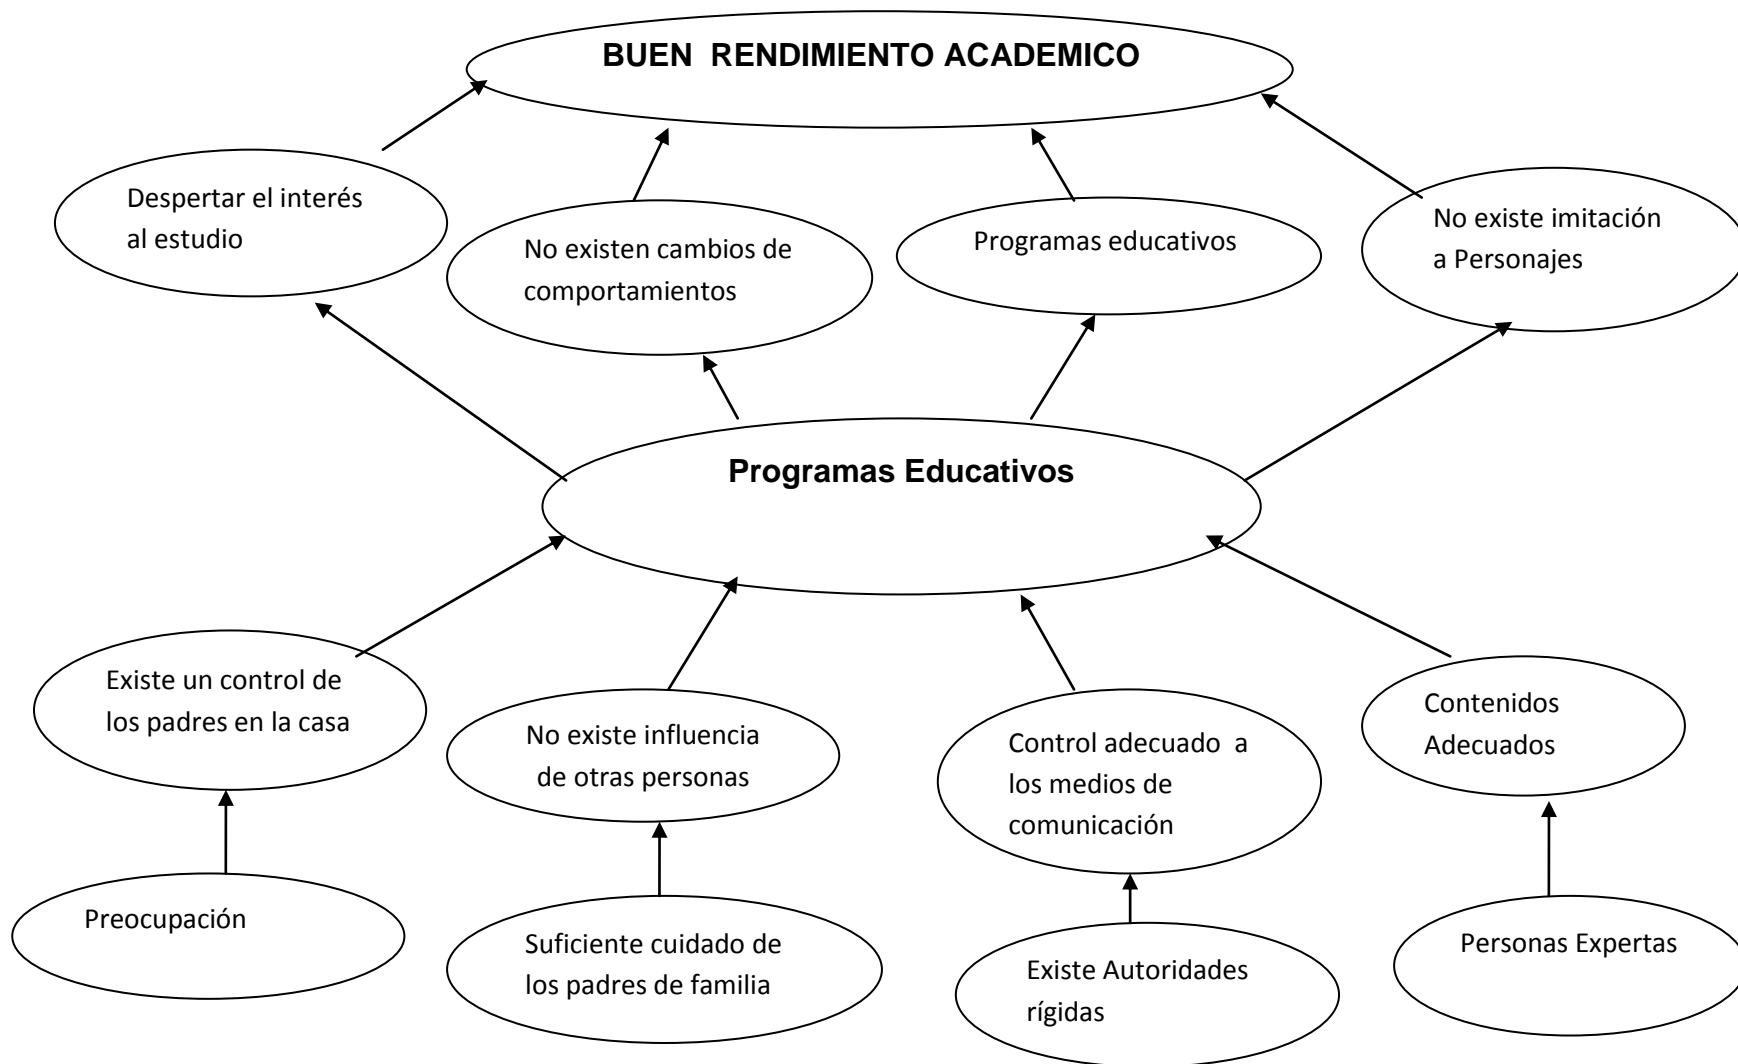 BUEN  RENDIMIENTO ACADEMICO
Despertar el interés
al estudio
No existen cambios de
comportamientos
Programas educativos
No existe imitación
a Personajes
Programas Educativos
Existe un control de
los padres en la casa
No existe influencia
de otras personas
Control adecuado  a
los medios de
comunicación
Contenidos
Adecuados
Preocupación
Suficiente cuidado de
los padres de familia
Existe Autoridades
rígidas
Personas Expertas